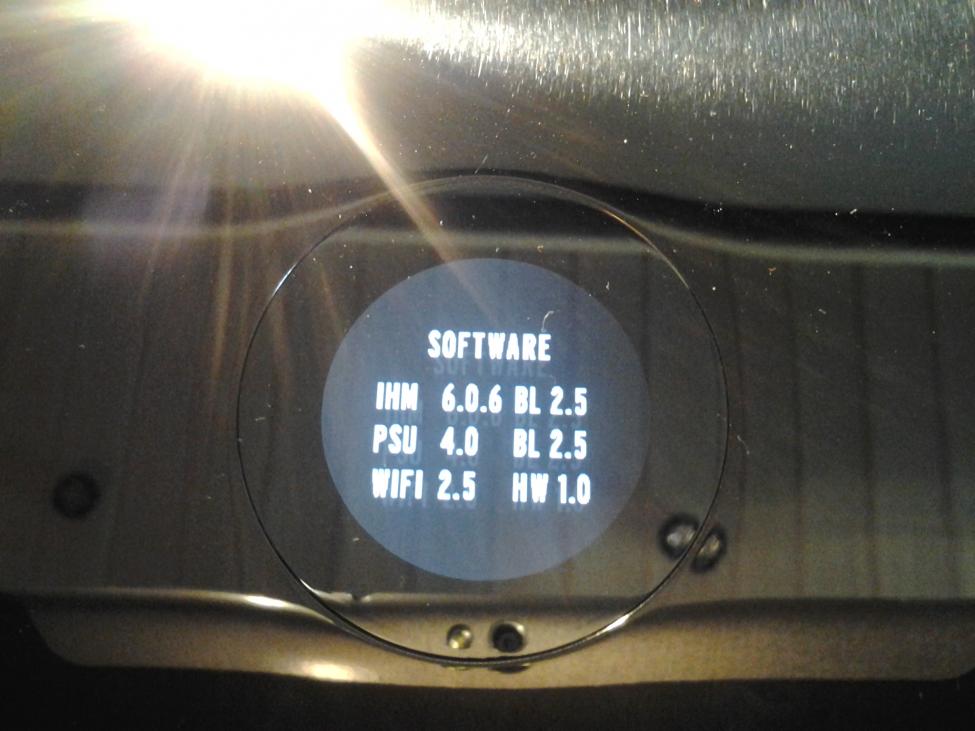 SOFTWARE
IHM 6.0.6 BL 2.5
PSU 4.0 BL 2.5
WIFI 2.5 HW 1.0